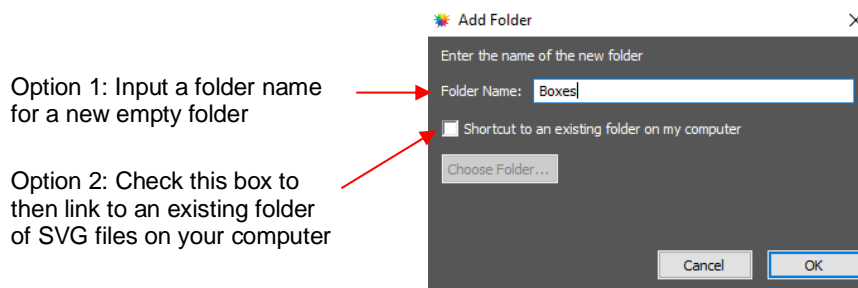 Add Folder
Enter the name of the new folder
Option 1: Input a folder name
for a new empty folder
Folder Name: Boxes
Shortcut to an existing folder on my computer
Option 2: Check this box to
then link to an existing folder
of SVG files on your computer
Choose Folder...
Cancel OK